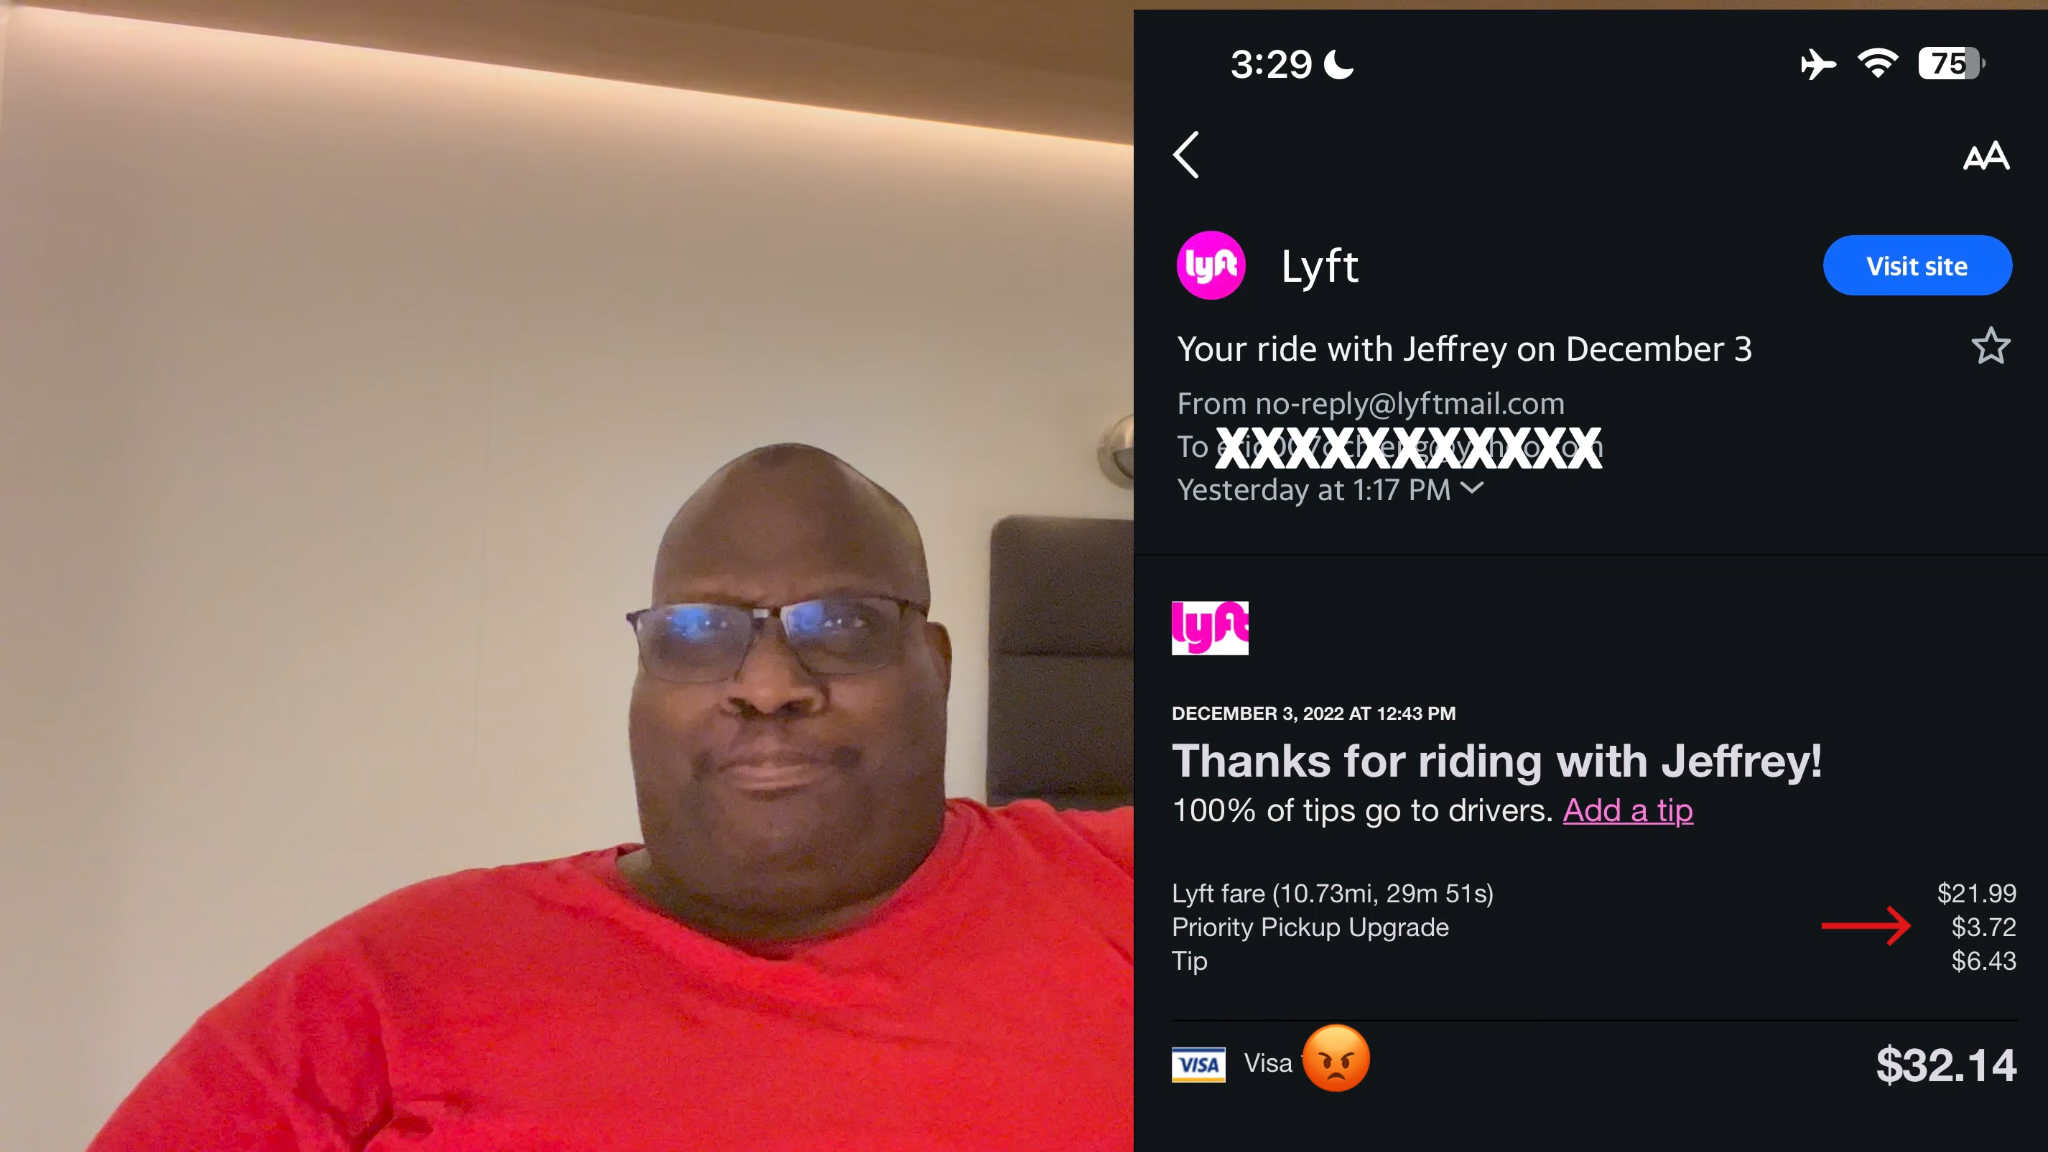 3:29
75
AA
lyft Lyft
Visit site
Your ride with Jeffrey on December 3
From no-reply@lyftmail.com
To XXXXXXXXXXX
Yesterday at 1:17 PM
lyft
DECEMBER 3, 2022 AT 12:43 PM
Thanks for riding with Jeffrey!
100% of tips go to drivers. Add a tip
Lyft fare (10.73mi, 29m 51s) $21.99
Priority Pickup Upgrade $3.72
Tip $6.43
VISA Visa $32.14